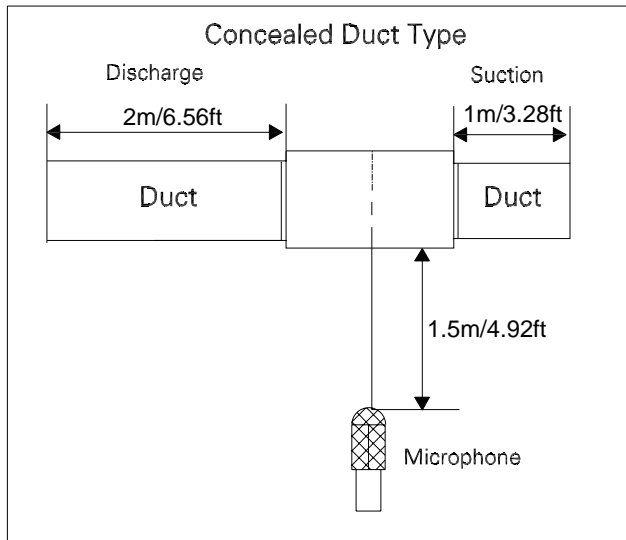 Concealed Duct Type
Discharge
Suction
2m/6.56ft
1m/3.28ft
Duct
Duct
1.5m/4.92ft
Microphone